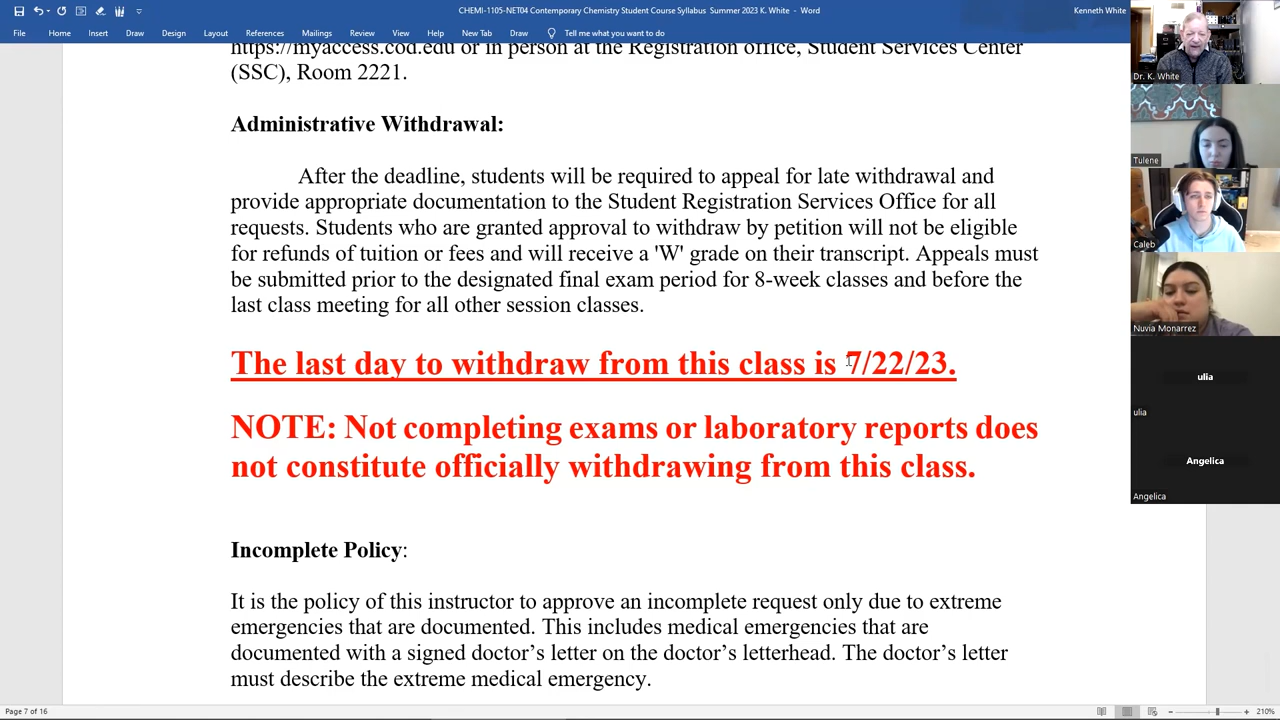 CHEMI-1105-NET04 Contemporary Chemistry Student Course Syllabus Summer 2023 K. White - Word
Kenneth White
File Home Insert Draw Design Layout References Mailings Review View Help New Tab Draw Tell me what you want to do
https://myaccess.cod.edu or in person at the Registration office, Student Services Center
(SSC), Room 2221.
Administrative Withdrawal:
After the deadline, students will be required to appeal for late withdrawal and
provide appropriate documentation to the Student Registration Services Office for all
requests. Students who are granted approval to withdraw by petition will not be eligible
for refunds of tuition or fees and will receive a 'W' grade on their transcript. Appeals must
be submitted prior to the designated final exam period for 8-week classes and before the
last class meeting for all other session classes.
The last day to withdraw from this class is 7/22/23.
NOTE: Not completing exams or laboratory reports does
not constitute officially withdrawing from this class.
Incomplete Policy:
It is the policy of this instructor to approve an incomplete request only due to extreme
emergencies that are documented. This includes medical emergencies that are
documented with a signed doctor’s letter on the doctor’s letterhead. The doctor’s letter
must describe the extreme medical emergency.
Page 7 of 16
210%
Dr. K. White
Tulene
Caleb
Nuvia Monarrez
ulia
ulia
Angelica
Angelica